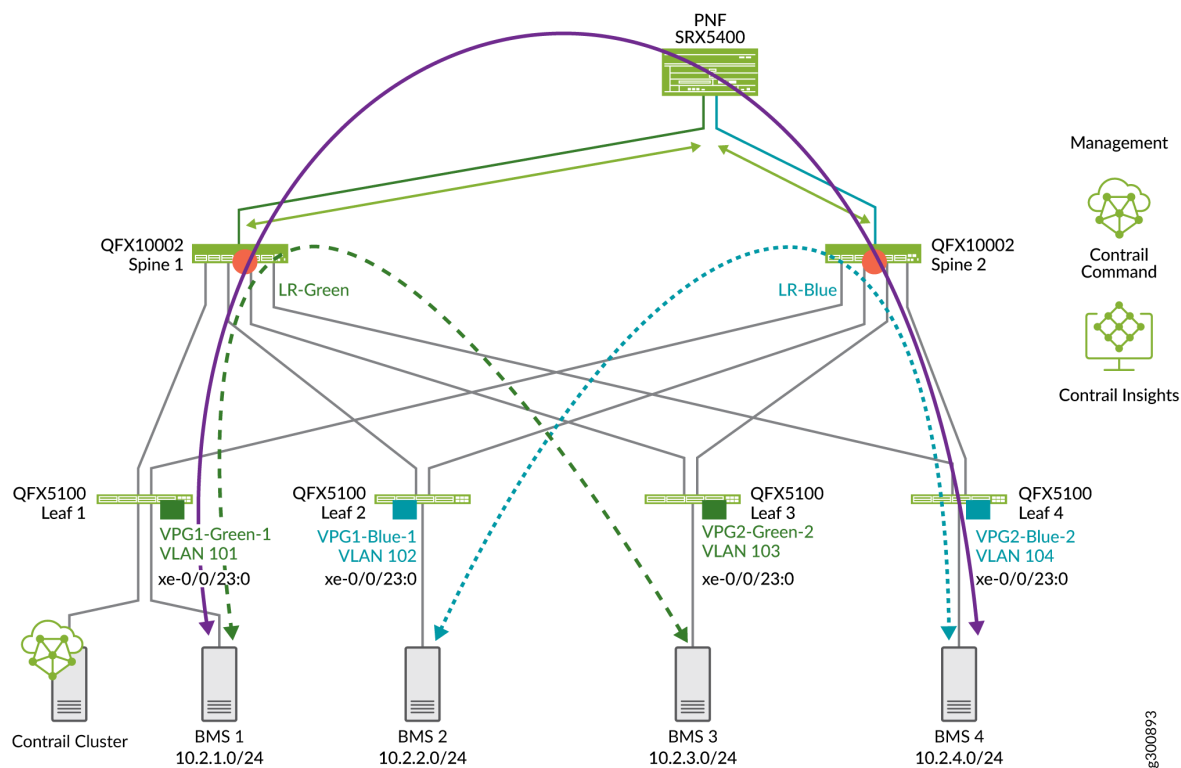 PNF
SRX5400
Management
Contrail
Command
Contrail Insights
QFX10002
Spine 1
QFX10002
Spine 2
LR-Green
LR-Blue
QFX5100
Leaf 1
VPG1-Green-1
VLAN 101
xe-0/0/23:0
QFX5100
Leaf 2
VPG1-Blue-1
VLAN 102
xe-0/0/23:0
QFX5100
Leaf 3
VPG2-Green-2
VLAN 103
xe-0/0/23:0
QFX5100
Leaf 4
VPG2-Blue-2
VLAN 104
xe-0/0/23:0
Contrail Cluster
BMS 1
10.2.1.0/24
BMS 2
10.2.2.0/24
BMS 3
10.2.3.0/24
BMS 4
10.2.4.0/24
g300893